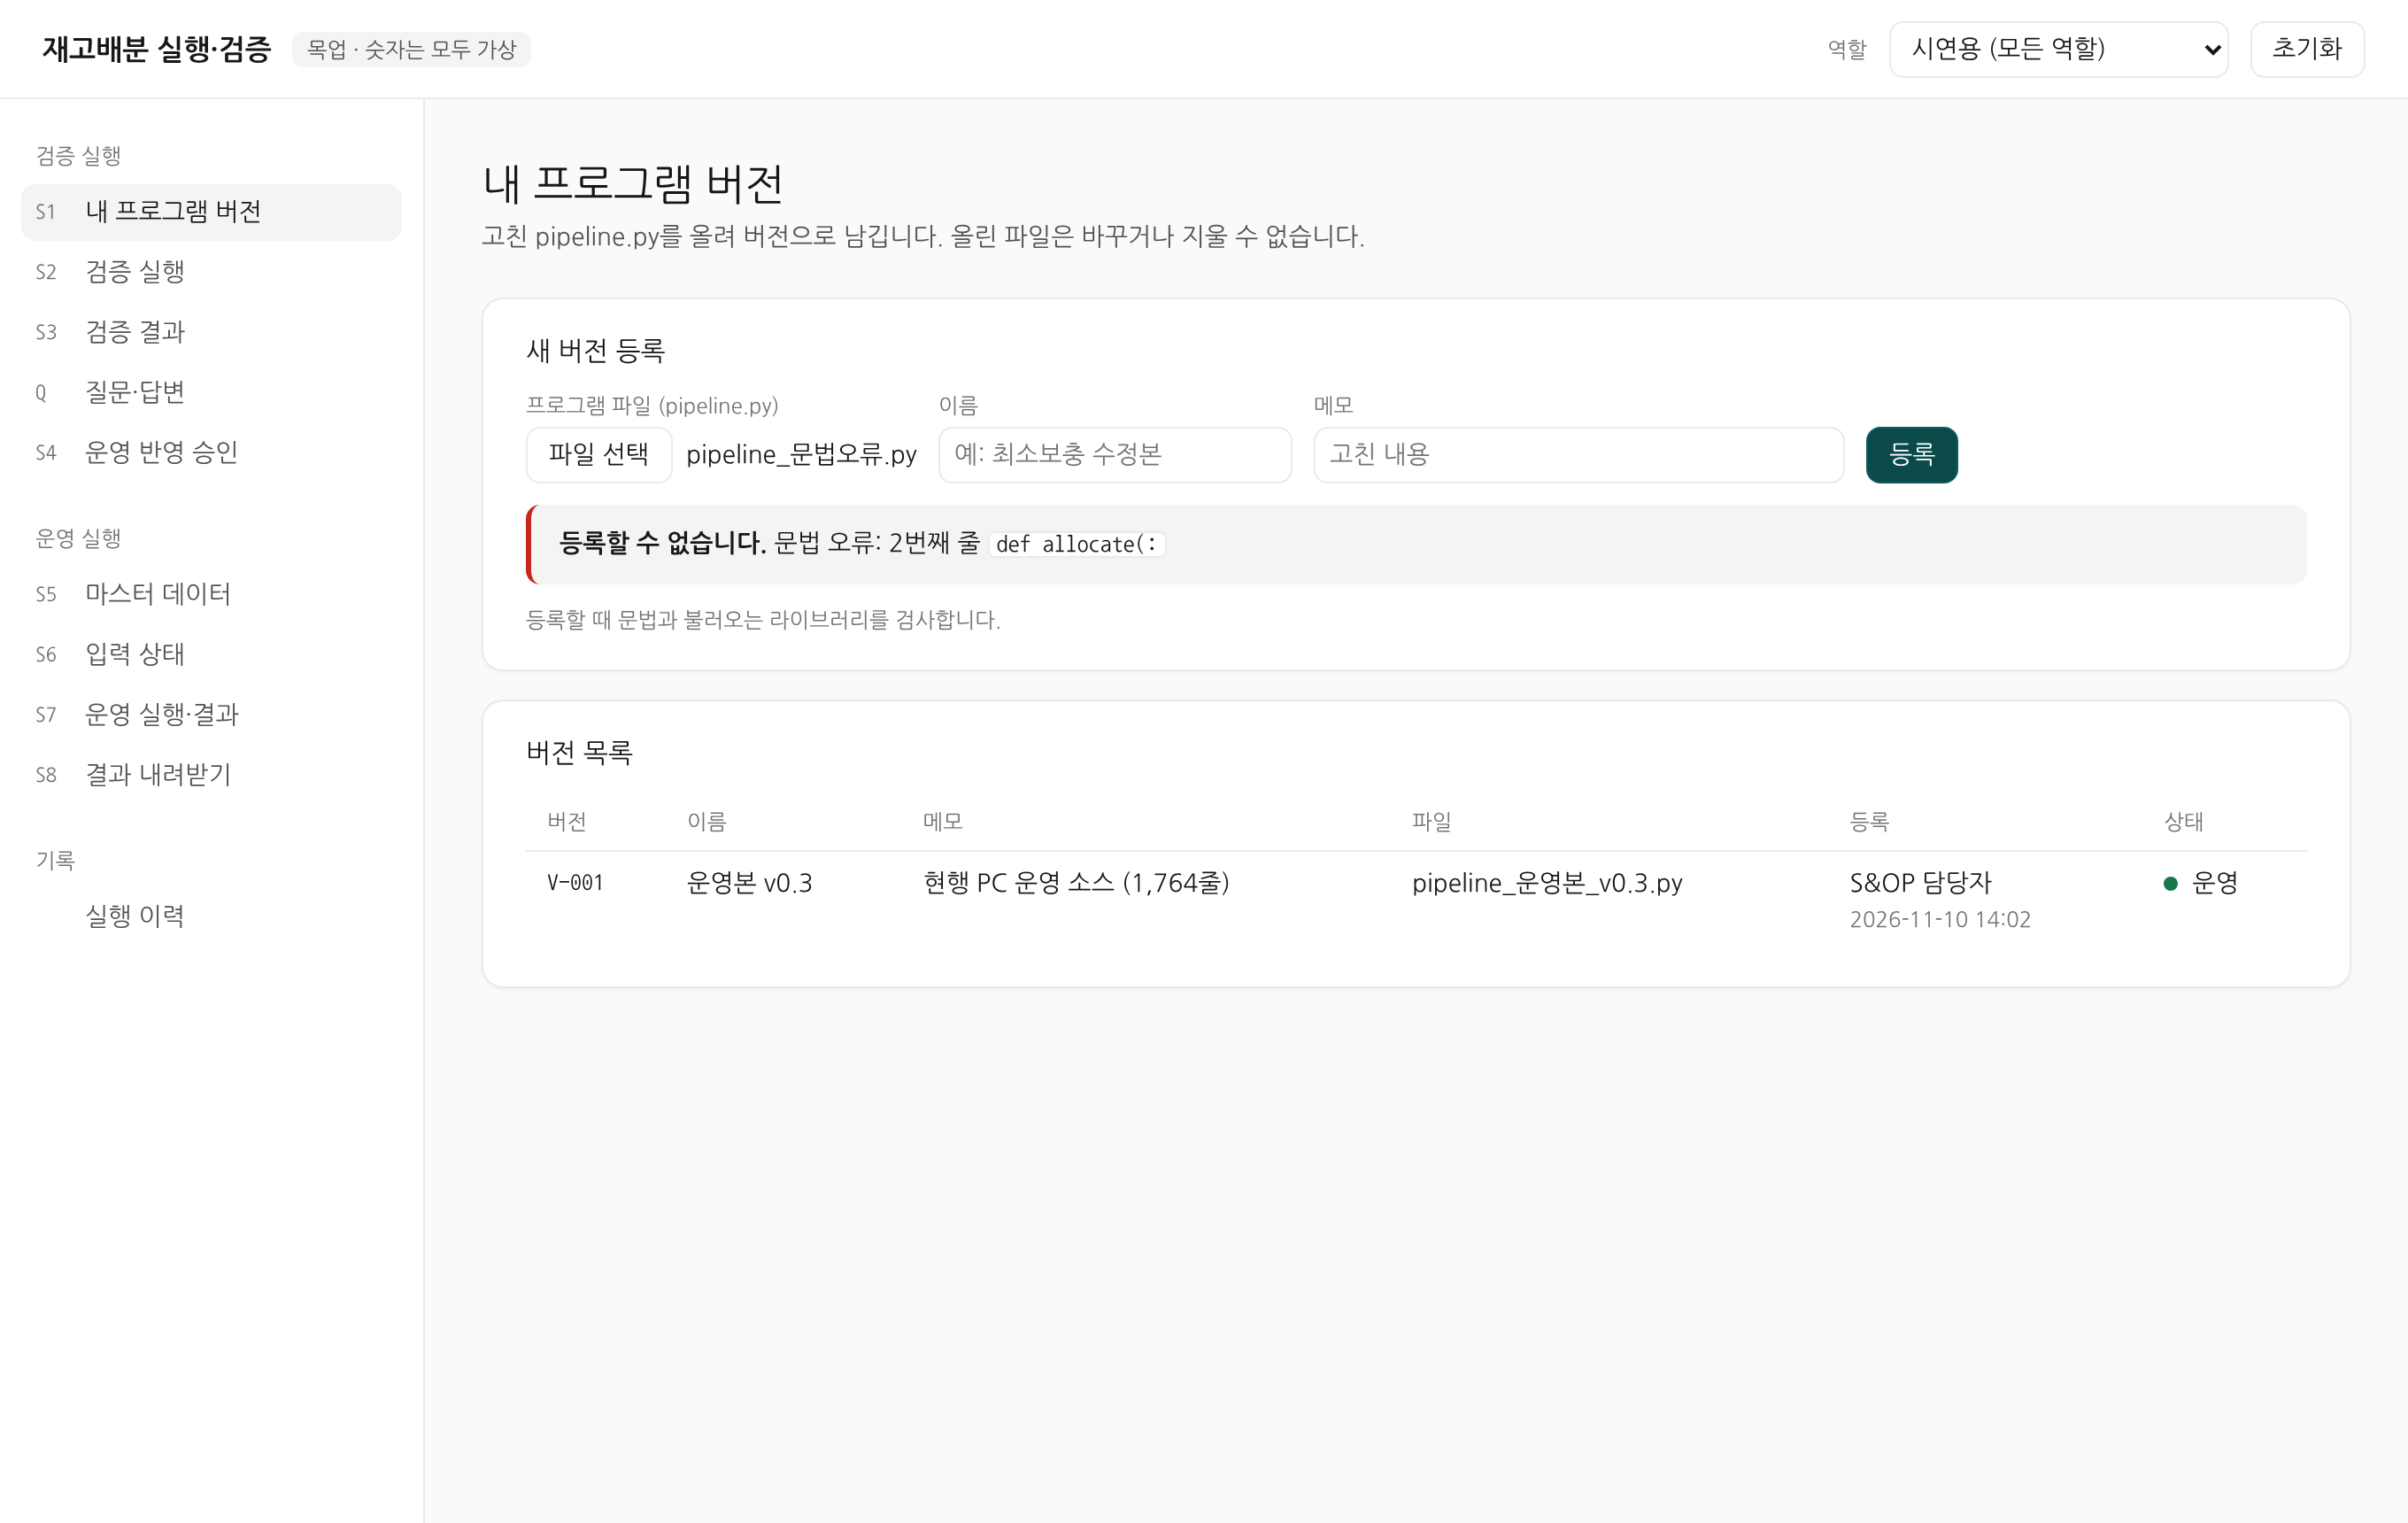 재고배분 실행·검증 목업 · 숫자는 모두 가상 역할 시연용 (모든 역할) 초기화
검증 실행
S1 내 프로그램 버전
S2 검증 실행
S3 검증 결과
Q 질문·답변
S4 운영 반영 승인
운영 실행
S5 마스터 데이터
S6 입력 상태
S7 운영 실행·결과
S8 결과 내려받기
기록
실행 이력
내 프로그램 버전
고친 pipeline.py를 올려 버전으로 남깁니다. 올린 파일은 바꾸거나 지울 수 없습니다.
새 버전 등록
프로그램 파일 (pipeline.py) 이름 메모
파일 선택 pipeline_문법오류.py 예: 최소보충 수정본 고친 내용 등록
등록할 수 없습니다. 문법 오류: 2번째 줄 def allocate(:
등록할 때 문법과 불러오는 라이브러리를 검사합니다.
버전 목록
버전 이름 메모 파일 등록 상태
V-001 운영본 v0.3 현행 PC 운영 소스 (1,764줄) pipeline_운영본_v0.3.py S&OP 담당자 운영
2026-11-10 14:02